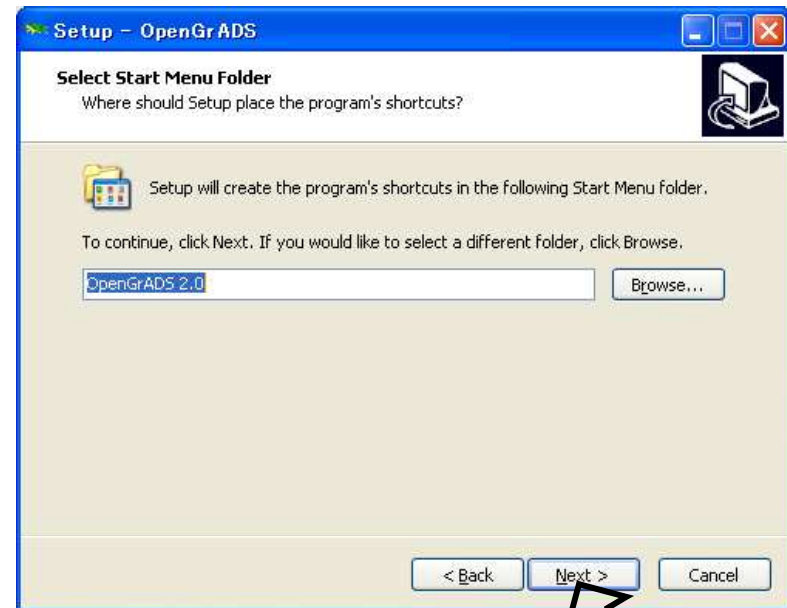 Setup - OpenGrADS
Select Start Menu Folder
Where should Setup place the program's shortcuts?
Setup will create the program's shortcuts in the following Start Menu folder.
To continue, click Next. If you would like to select a different folder, click Browse.
OpenGrADS 2.0
Browse...
< Back
Next >
Cancel